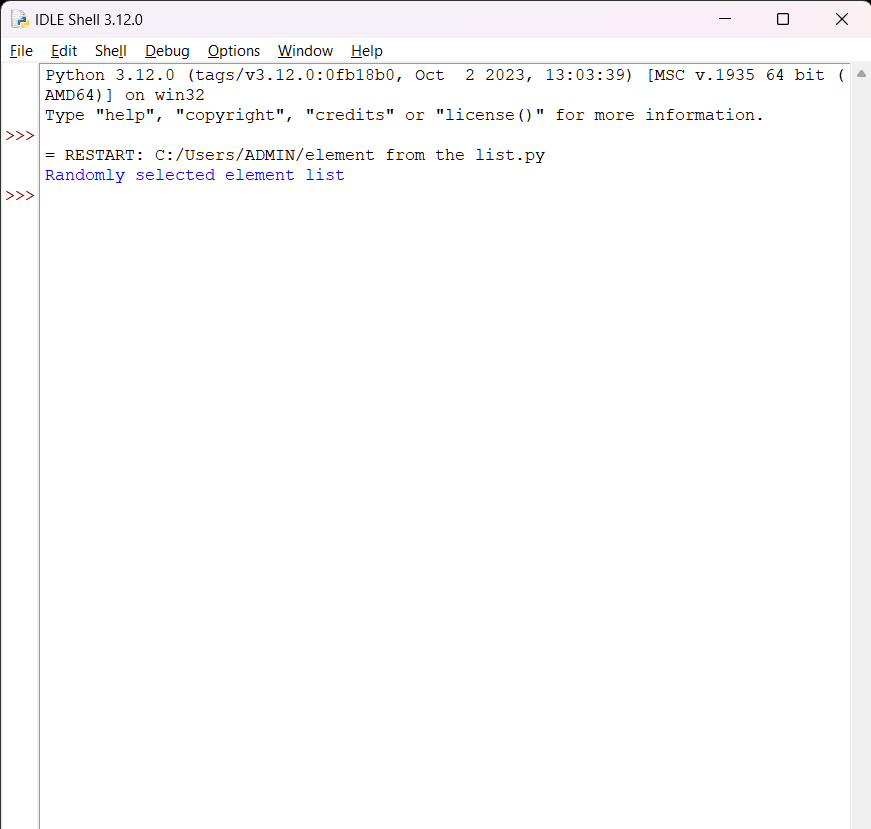 IDLE Shell 3.12.0
File Edit Shell Debug Options Window Help
Python 3.12.0 (tags/v3.12.0:0fb18b0, Oct  2 2023, 13:03:39) [MSC v.1935 64 bit (
AMD64)] on win32
Type "help", "copyright", "credits" or "license()" for more information.
>>>
= RESTART: C:/Users/ADMIN/element from the list.py
Randomly selected element list
>>>